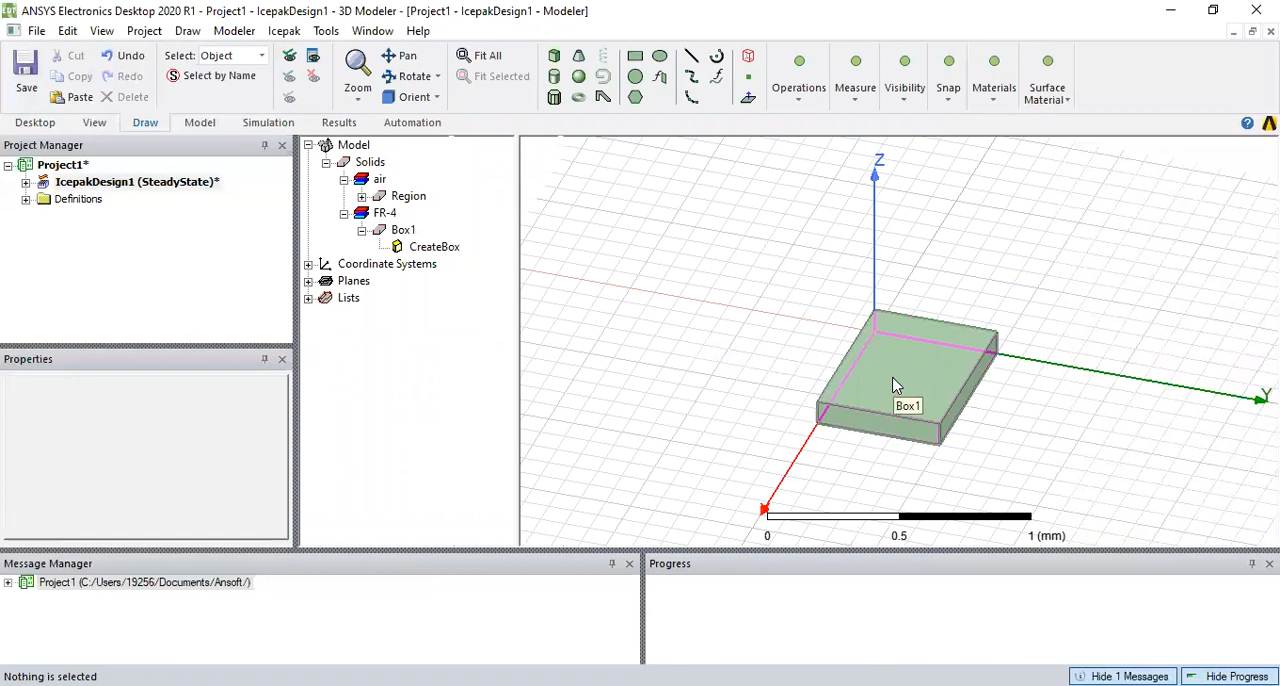 ANSYS Electronics Desktop 2020 R1 - Project1 - IcepakDesign1 - 3D Modeler - [Project1 - IcepakDesign1 - Modeler]
File Edit View Project Draw Modeler Icepak Tools Window Help
Save
Cut
Copy
Paste
Undo
Redo
Delete
Select: Object
Select by Name
Zoom
Pan
Rotate
Orient
Fit All
Fit Selected
Operations
Measure
Visibility
Snap
Materials
Surface
Material
Desktop View Draw Model Simulation Results Automation
Project Manager
Project1*
IcepakDesign1 (SteadyState)*
Definitions
Properties
Model
Solids
air
Region
FR-4
Box1
CreateBox
Coordinate Systems
Planes
Lists
Z
Y
Box1
0 0.5 1 (mm)
Message Manager
Project1 (C:/Users/19256/Documents/Ansoft/)
Progress
Nothing is selected
Hide 1 Messages
Hide Progress